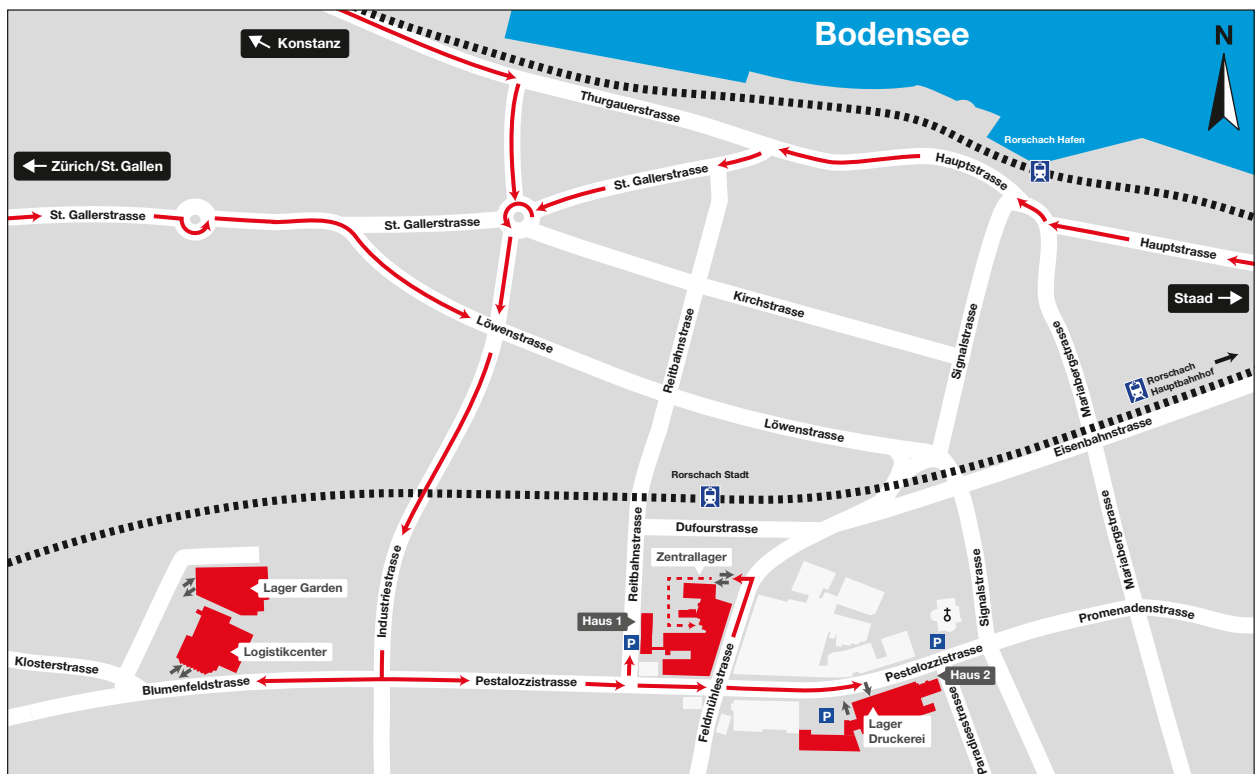 Bodensee
N
Konstanz
Thurgauerstrasse
Rorschach Hafen
Zürich/St. Gallen
St. Gallerstrasse
Hauptstrasse
St. Gallerstrasse
St. Gallerstrasse
Hauptstrasse
Staad
Kirchstrasse
Löwenstrasse
Reitbahnstrasse
Signalstrasse
Mariabergstrasse
Rorschach
Hauptbahnhof
Löwenstrasse
Eisenbahnstrasse
Rorschach Stadt
Dufourstrasse
Reitbahnstrasse
Zentrallager
Mariabergstrasse
Lager Garden
Industriestrasse
Haus 1
P
Signalstrasse
Promenadenstrasse
P
Logistikcenter
Klosterstrasse
Blumenfeldstrasse
Pestalozzistrasse
Feldmühlestrasse
Pestalozzistrasse
Haus 2
P
Lager
Druckerei
Paradiesstrasse